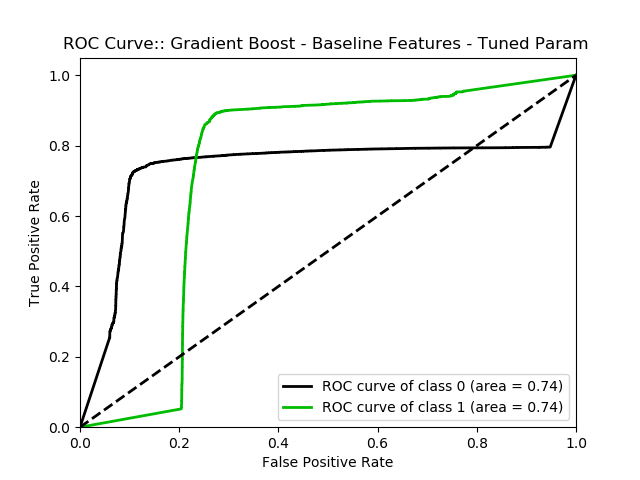 ROC Curve:: Gradient Boost - Baseline Features - Tuned Param
1.0
0.8
0.6
0.4
0.2
0.0
True Positive Rate
ROC curve of class 0 (area = 0.74)
ROC curve of class 1 (area = 0.74)
0.0 0.2 0.4 0.6 0.8 1.0
False Positive Rate